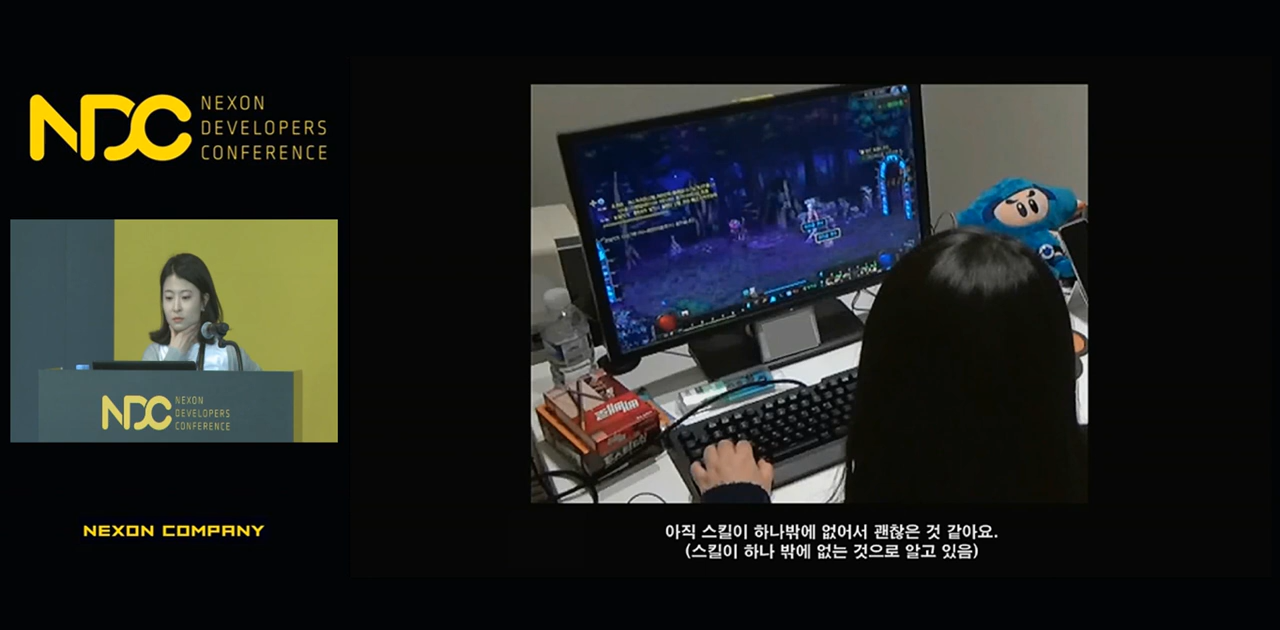 NDC
NEXON
DEVELOPERS
CONFERENCE
NDC
NEXON
DEVELOPERS
CONFERENCE
NEXON COMPANY
아직 스킬이 하나밖에 없어서 괜찮은 것 같아요.
(스킬이 하나 밖에 없는 것으로 알고 있음)